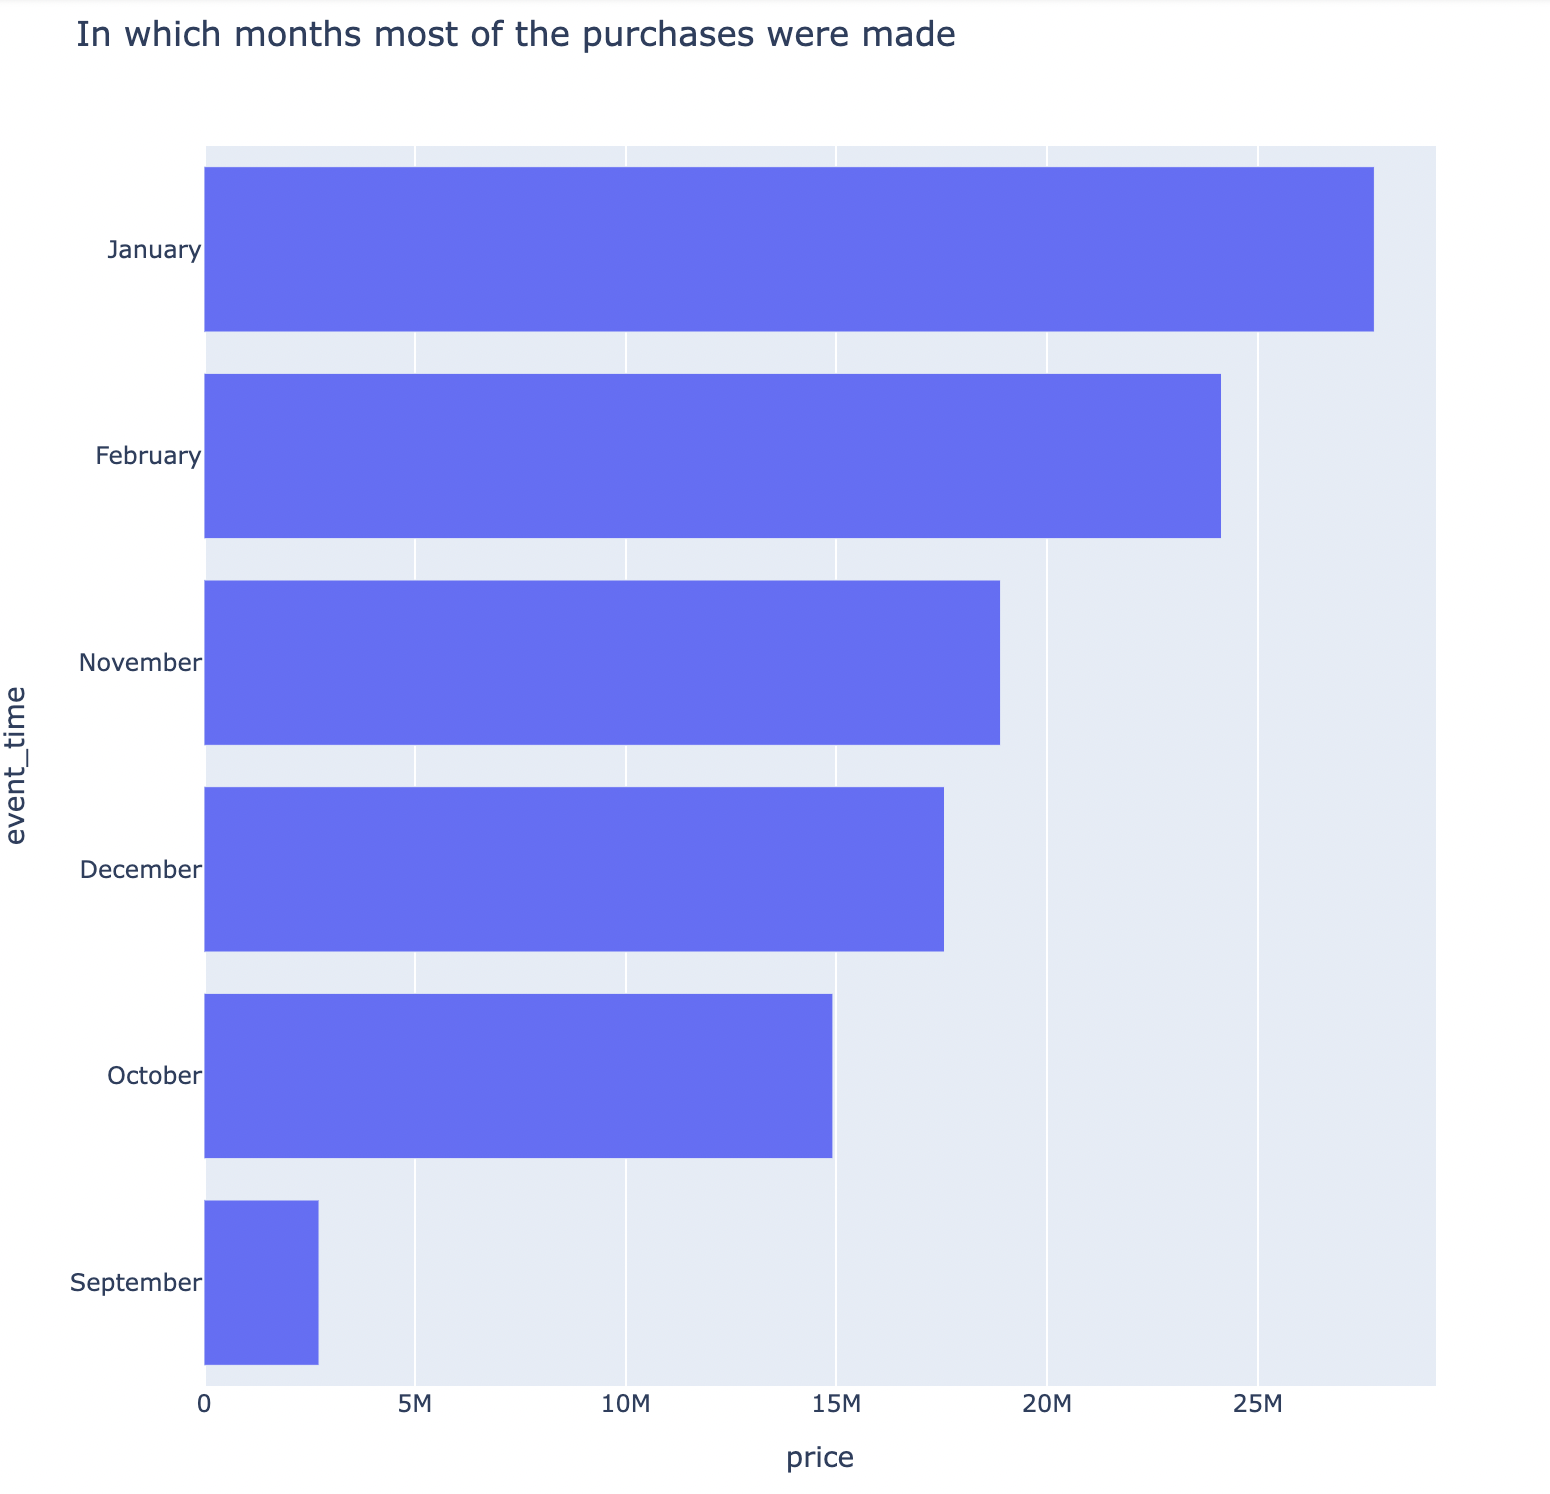 In which months most of the purchases were made
January
February
November
December
October
September
event_time
0 5M 10M 15M 20M 25M
price